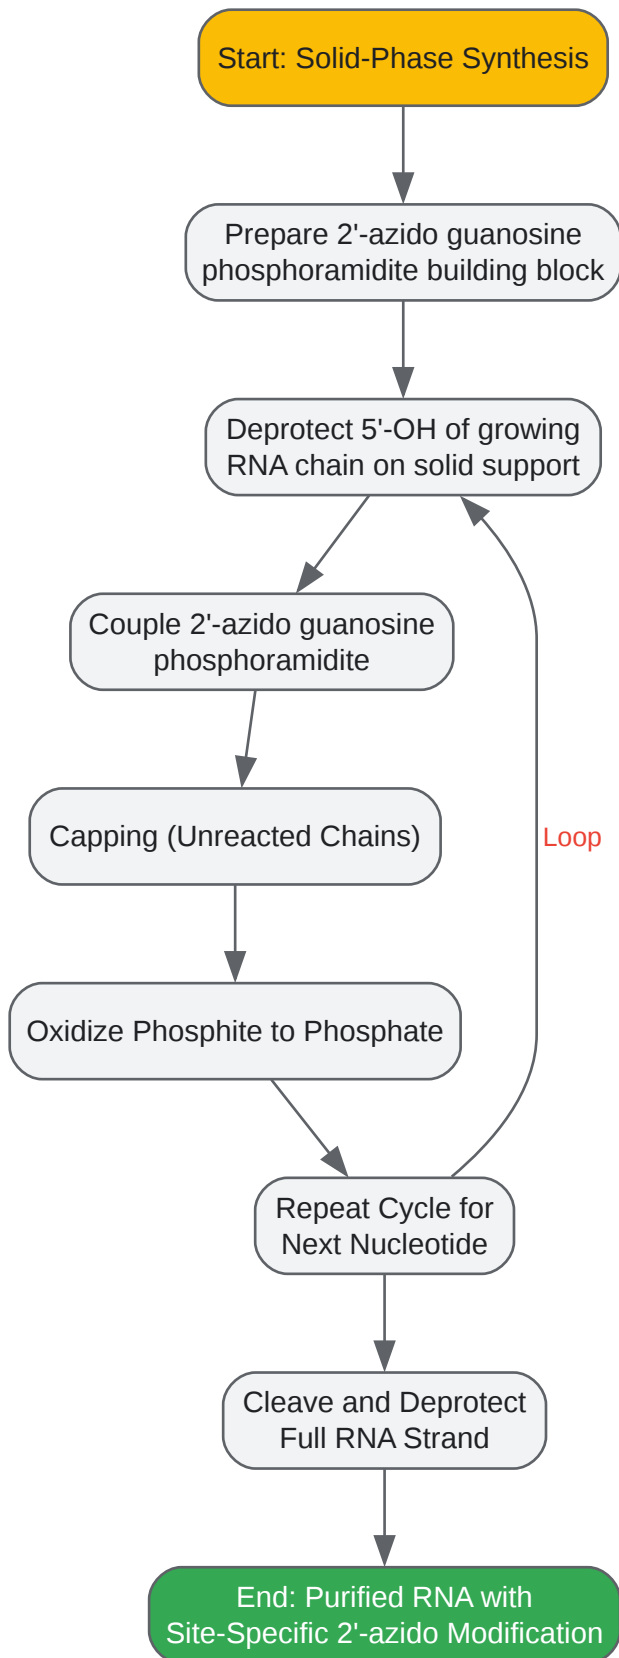 Start: Solid-Phase Synthesis
Prepare 2'-azido guanosine
phosphoramidite building block
Deprotect 5'-OH of growing
RNA chain on solid support
Couple 2'-azido guanosine
phosphoramidite
Capping (Unreacted Chains)
Loop
Oxidize Phosphite to Phosphate
Repeat Cycle for
Next Nucleotide
Cleave and Deprotect
Full RNA Strand
End: Purified RNA with
Site-Specific 2'-azido Modification